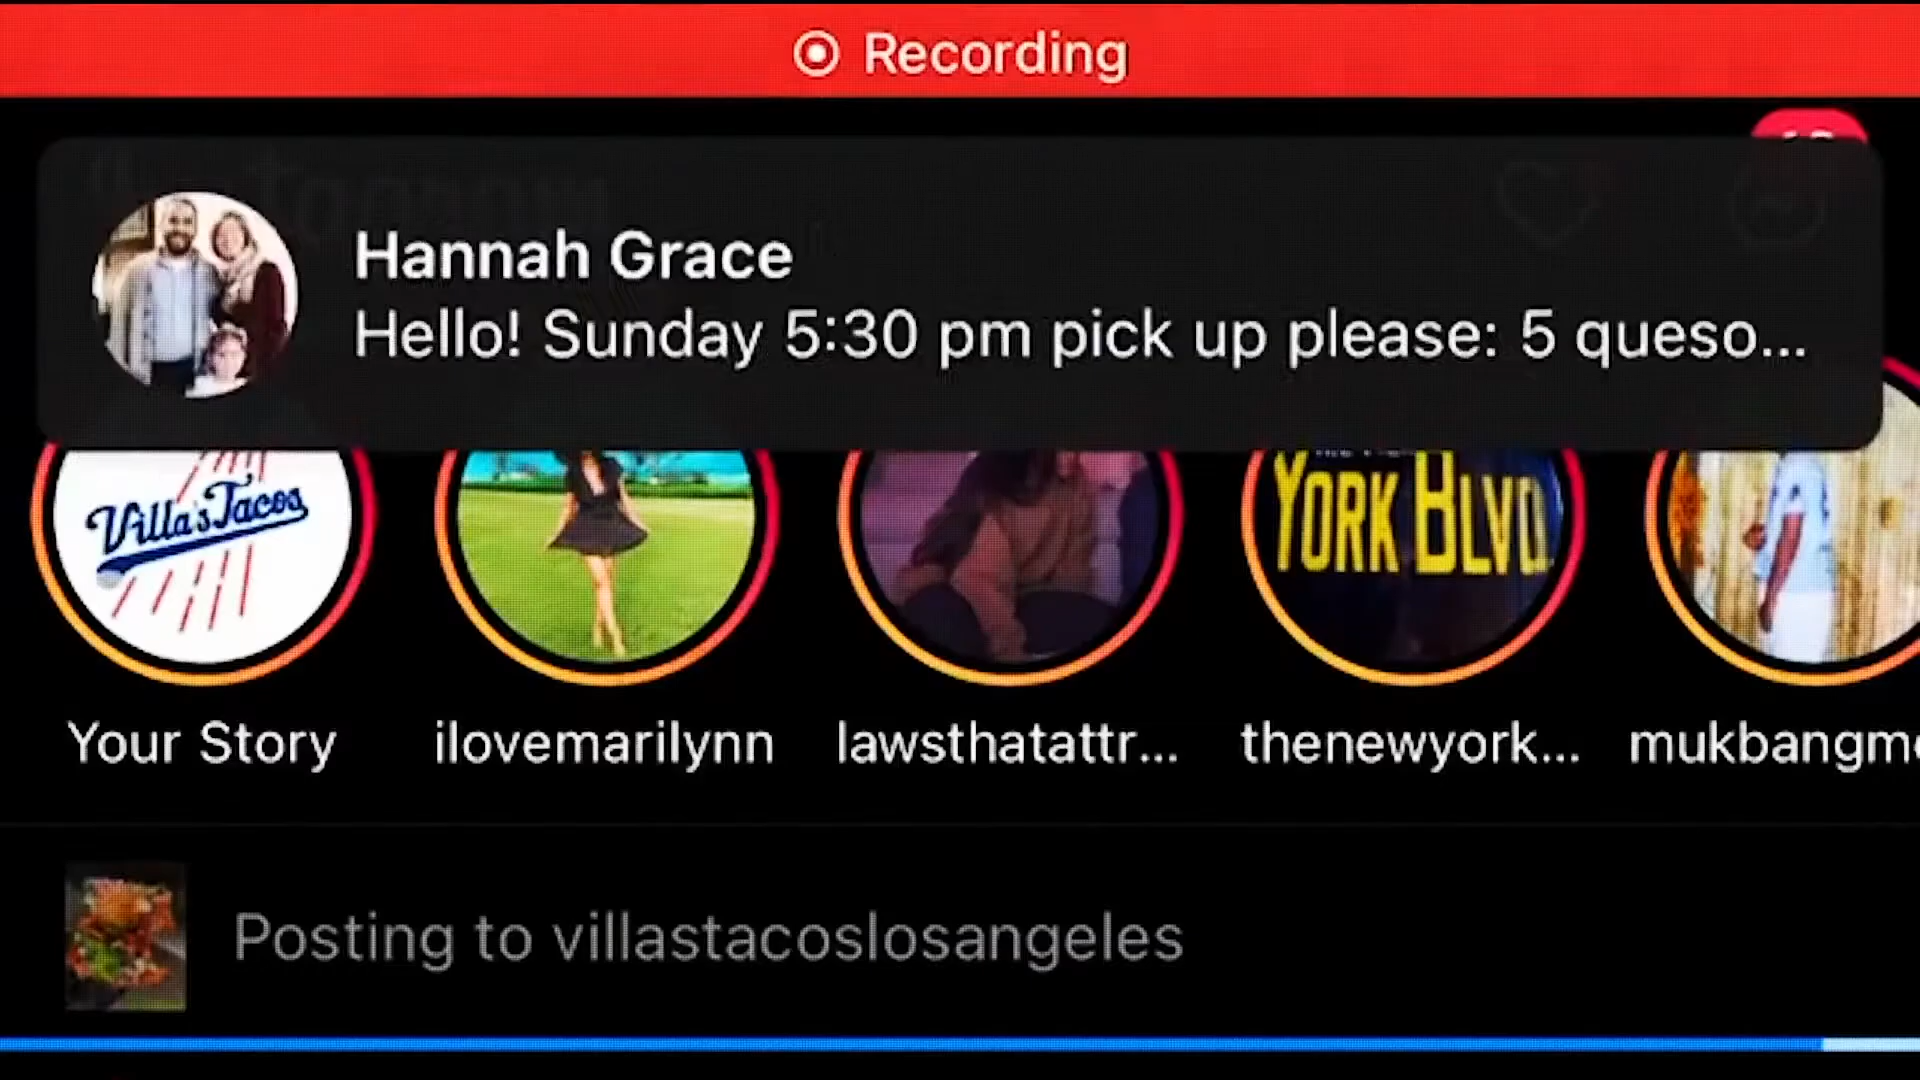 Recording
Hannah Grace
Hello! Sunday 5:30 pm pick up please: 5 queso...
Villa's Tacos
YORK BLVD.
Your Story
ilovemarilynn
lawsthatattr...
thenewyork...
mukbangm
Posting to villastacoslosangeles